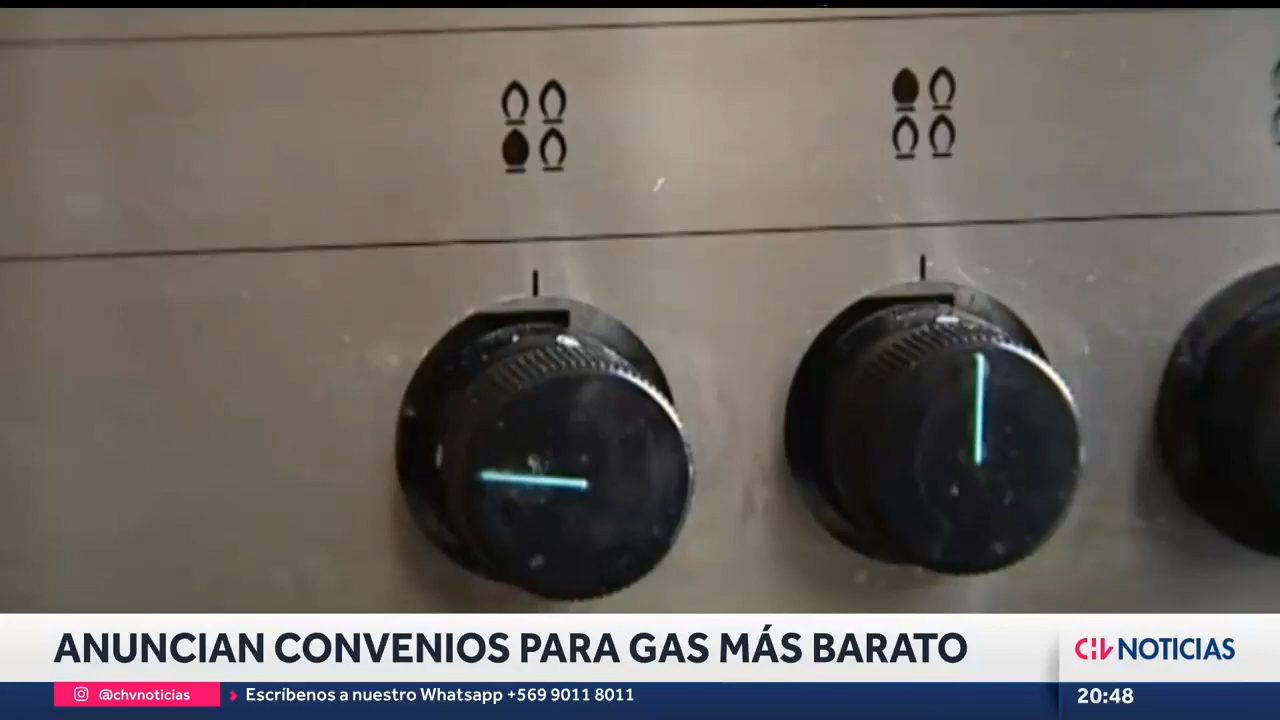 ANUNCIAN CONVENIOS PARA GAS MÁS BARATO
CHV NOTICIAS
@chvnoticias
Escríbenos a nuestro Whatsapp +569 9011 8011
20:48